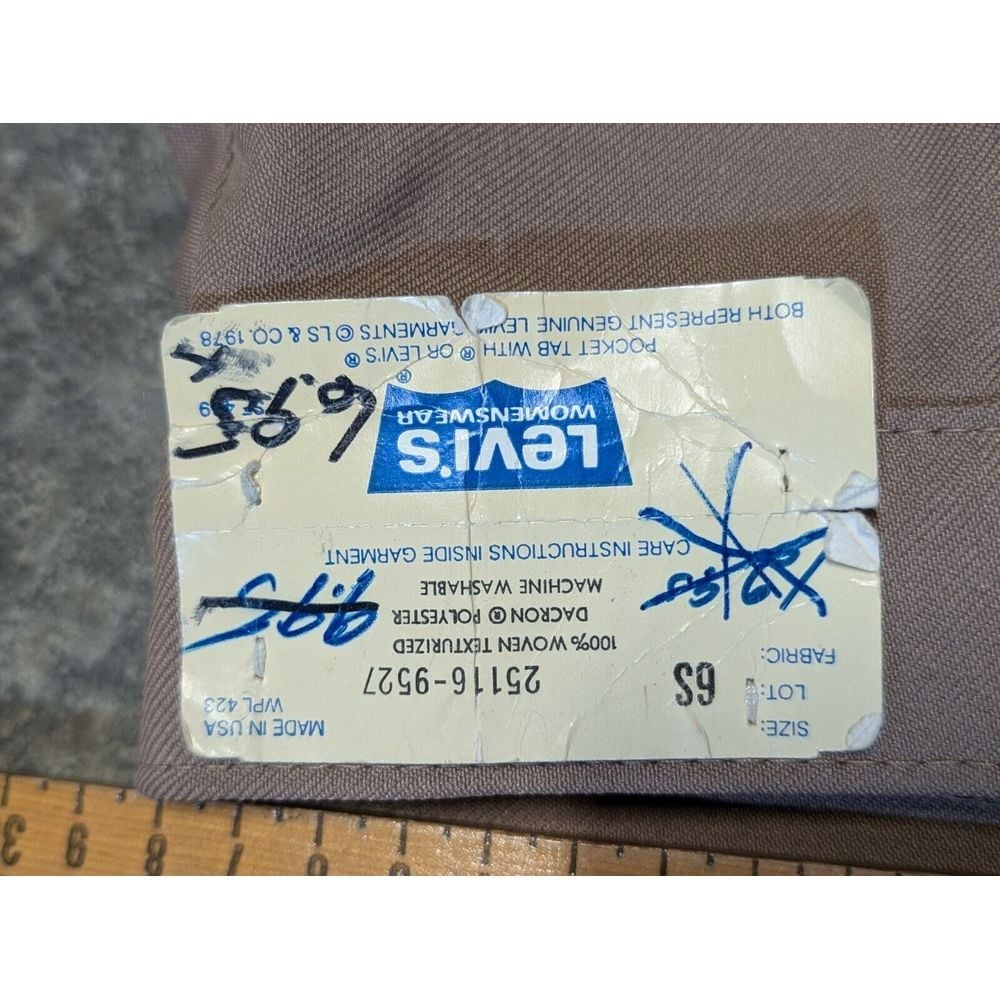 SIZE: MADE IN USA
LOT: 6S 25116-9527 WPL 423
FABRIC: 100% WOVEN TEXTURIZED
DACRON ® POLYESTER
9.95
MACHINE WASHABLE
CARE INSTRUCTIONS INSIDE GARMENT
LEVI'S
WOMENSWEAR ®
6.95
POCKET TAB WITH ® OR LEVI'S ®
BOTH REPRESENT GENUINE LEVI'S GARMENTS © LS & CO. 1978